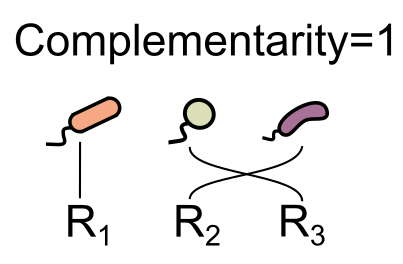 Complementarity=1
R₁ R₂ R₃